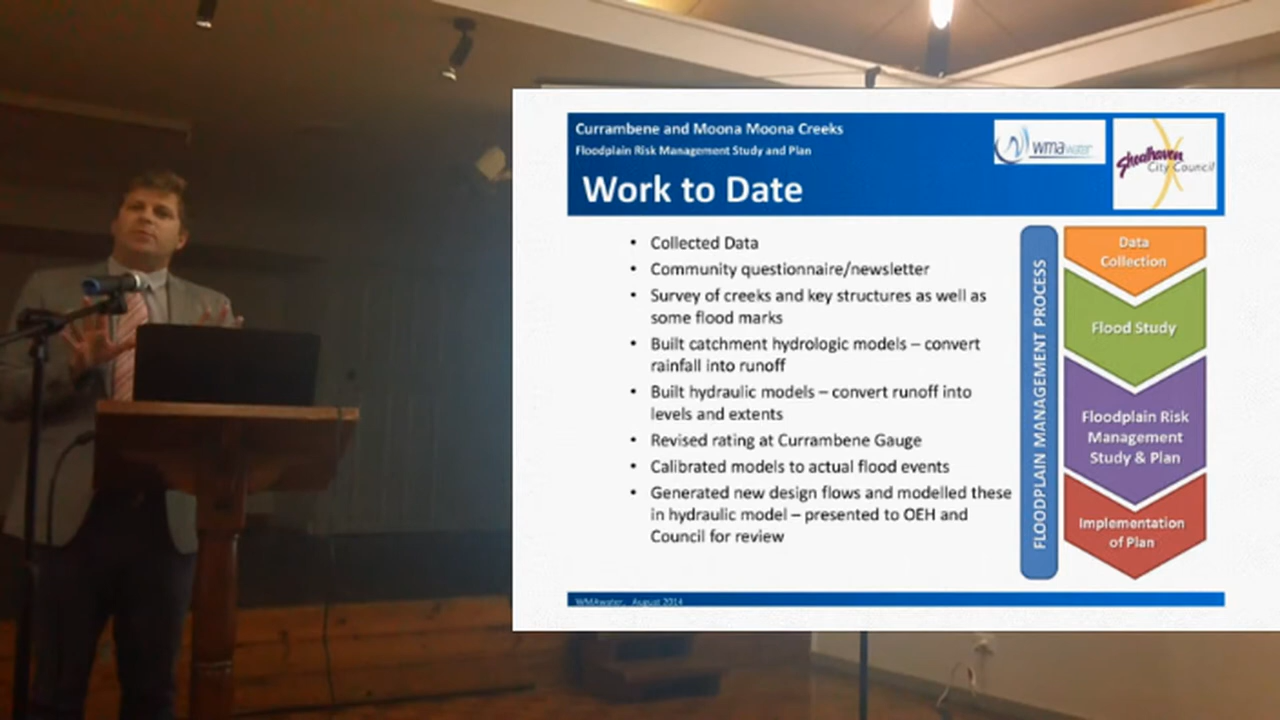 Currambene and Moona Moona Creeks
Floodplain Risk Management Study and Plan
Work to Date
wmawater
Shoalhaven
City Council
• Collected Data
• Community questionnaire/newsletter
• Survey of creeks and key structures as well as
some flood marks
• Built catchment hydrologic models – convert
rainfall into runoff
• Built hydraulic models – convert runoff into
levels and extents
• Revised rating at Currambene Gauge
• Calibrated models to actual flood events
• Generated new design flows and modelled these
in hydraulic model – presented to OEH and
Council for review
FLOODPLAIN MANAGEMENT PROCESS
Data
Collection
Flood Study
Floodplain Risk
Management
Study & Plan
Implementation
of Plan
WMAwater, August 2014